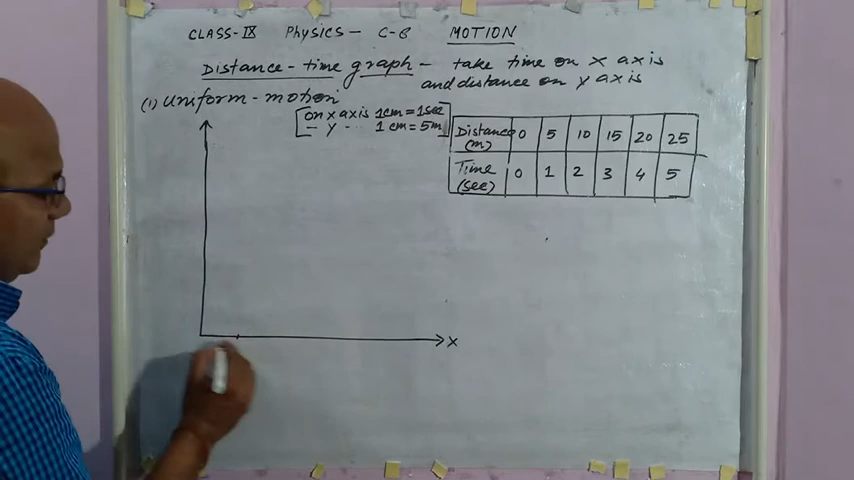 CLASS-IX Physics - C-8 MOTION
Distance-time graph - take time on X axis
and distance on Y axis
(1) Uniform-motion
on x axis 1cm = 1sec
- y - 1 cm = 5m
Distance (m) 0 5 10 15 20 25
Time (sec) 0 1 2 3 4 5
X